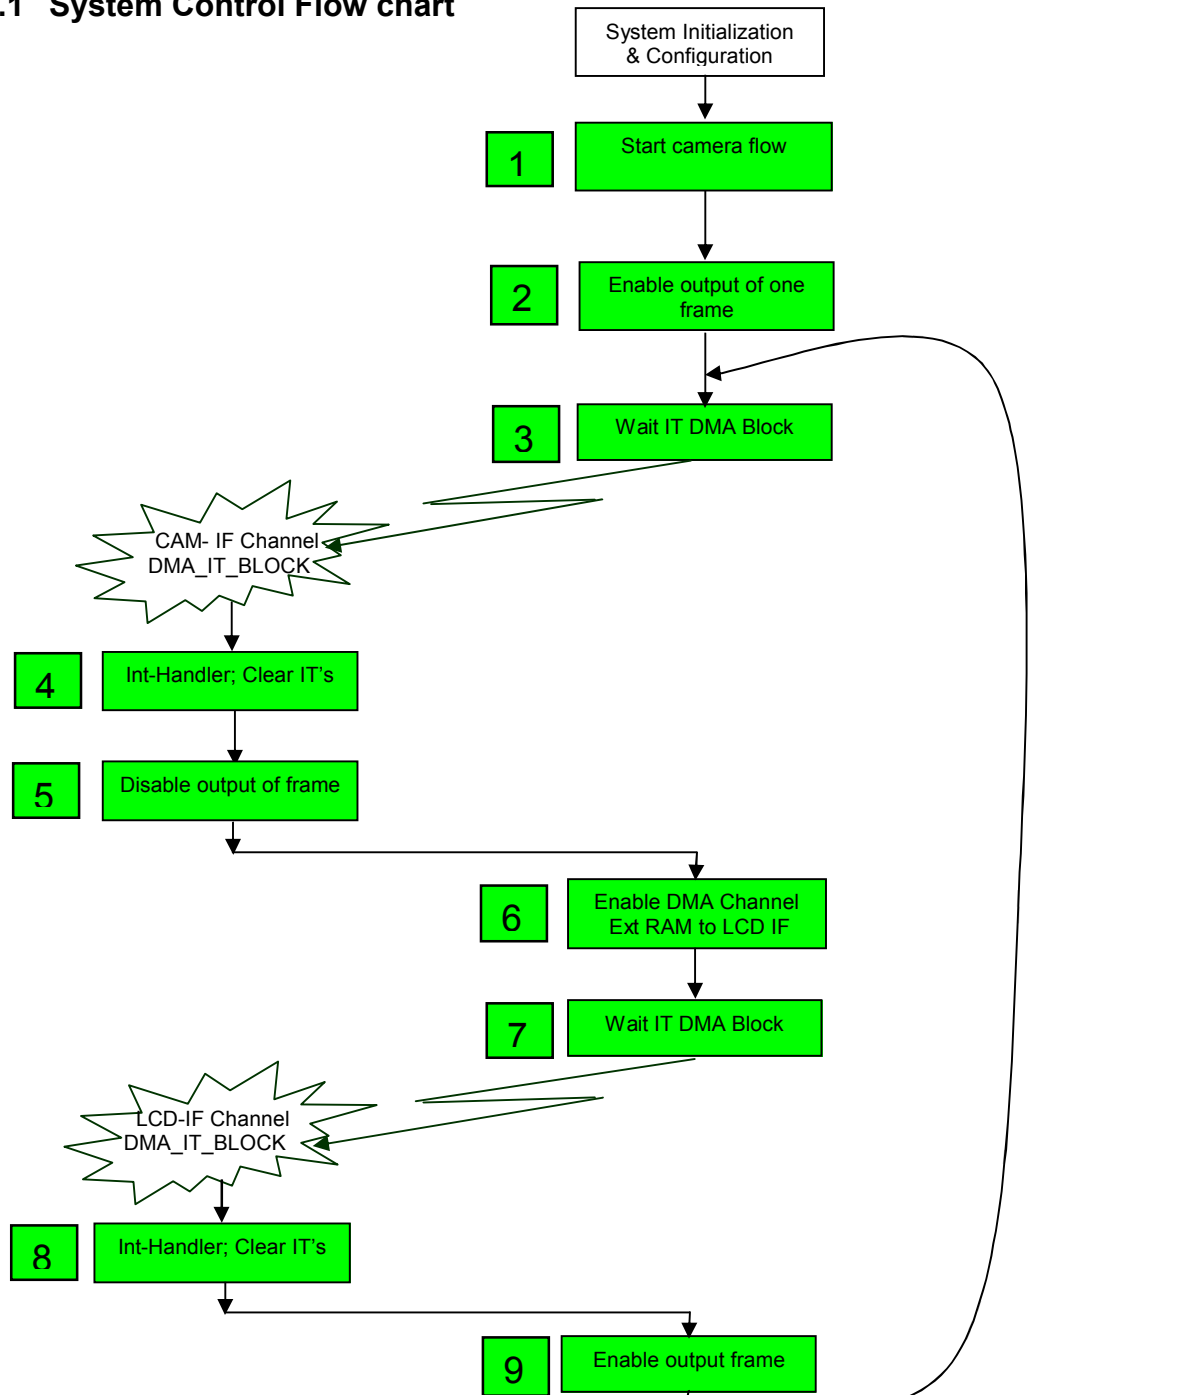 .1 System Control Flow chart
System Initialization
& Configuration
1
Start camera flow
2
Enable output of one
frame
3
Wait IT DMA Block
CAM- IF Channel
DMA_IT_BLOCK
4
Int-Handler; Clear IT's
5
Disable output of frame
6
Enable DMA Channel
Ext RAM to LCD IF
7
Wait IT DMA Block
LCD-IF Channel
DMA_IT_BLOCK
8
Int-Handler; Clear IT's
9
Enable output frame